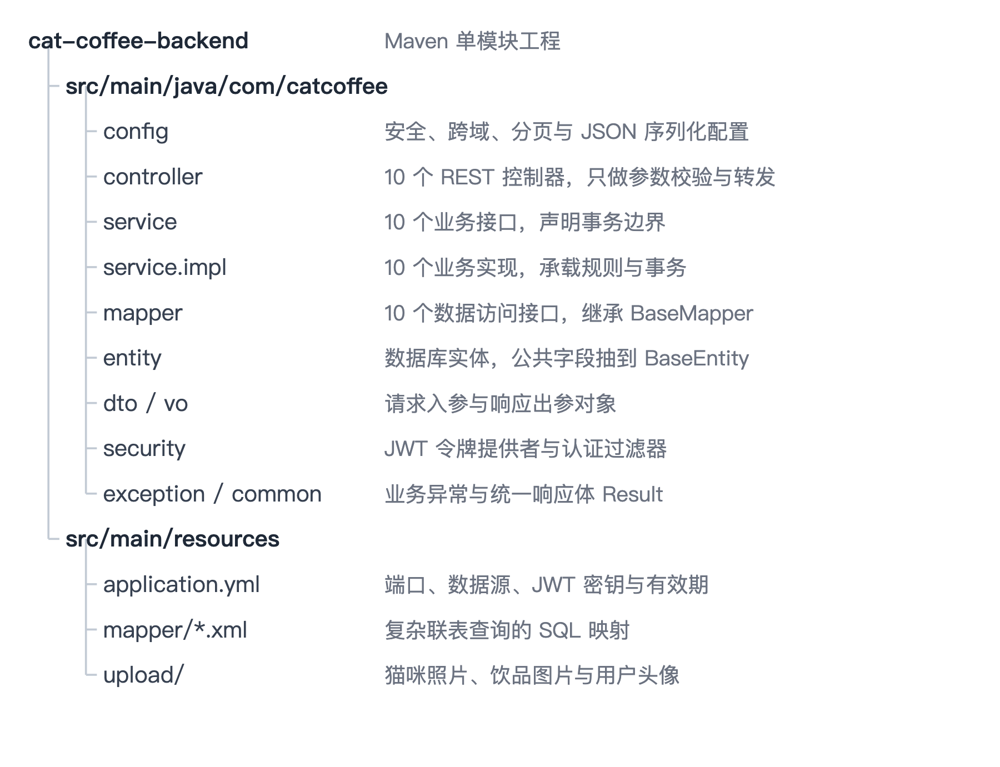 cat-coffee-backend Maven 单模块工程
src/main/java/com/catcoffee
config 安全、跨域、分页与 JSON 序列化配置
controller 10 个 REST 控制器，只做参数校验与转发
service 10 个业务接口，声明事务边界
service.impl 10 个业务实现，承载规则与事务
mapper 10 个数据访问接口，继承 BaseMapper
entity 数据库实体，公共字段抽到 BaseEntity
dto / vo 请求入参与响应出参对象
security JWT 令牌提供者与认证过滤器
exception / common 业务异常与统一响应体 Result
src/main/resources
application.yml 端口、数据源、JWT 密钥与有效期
mapper/*.xml 复杂联表查询的 SQL 映射
upload/ 猫咪照片、饮品图片与用户头像